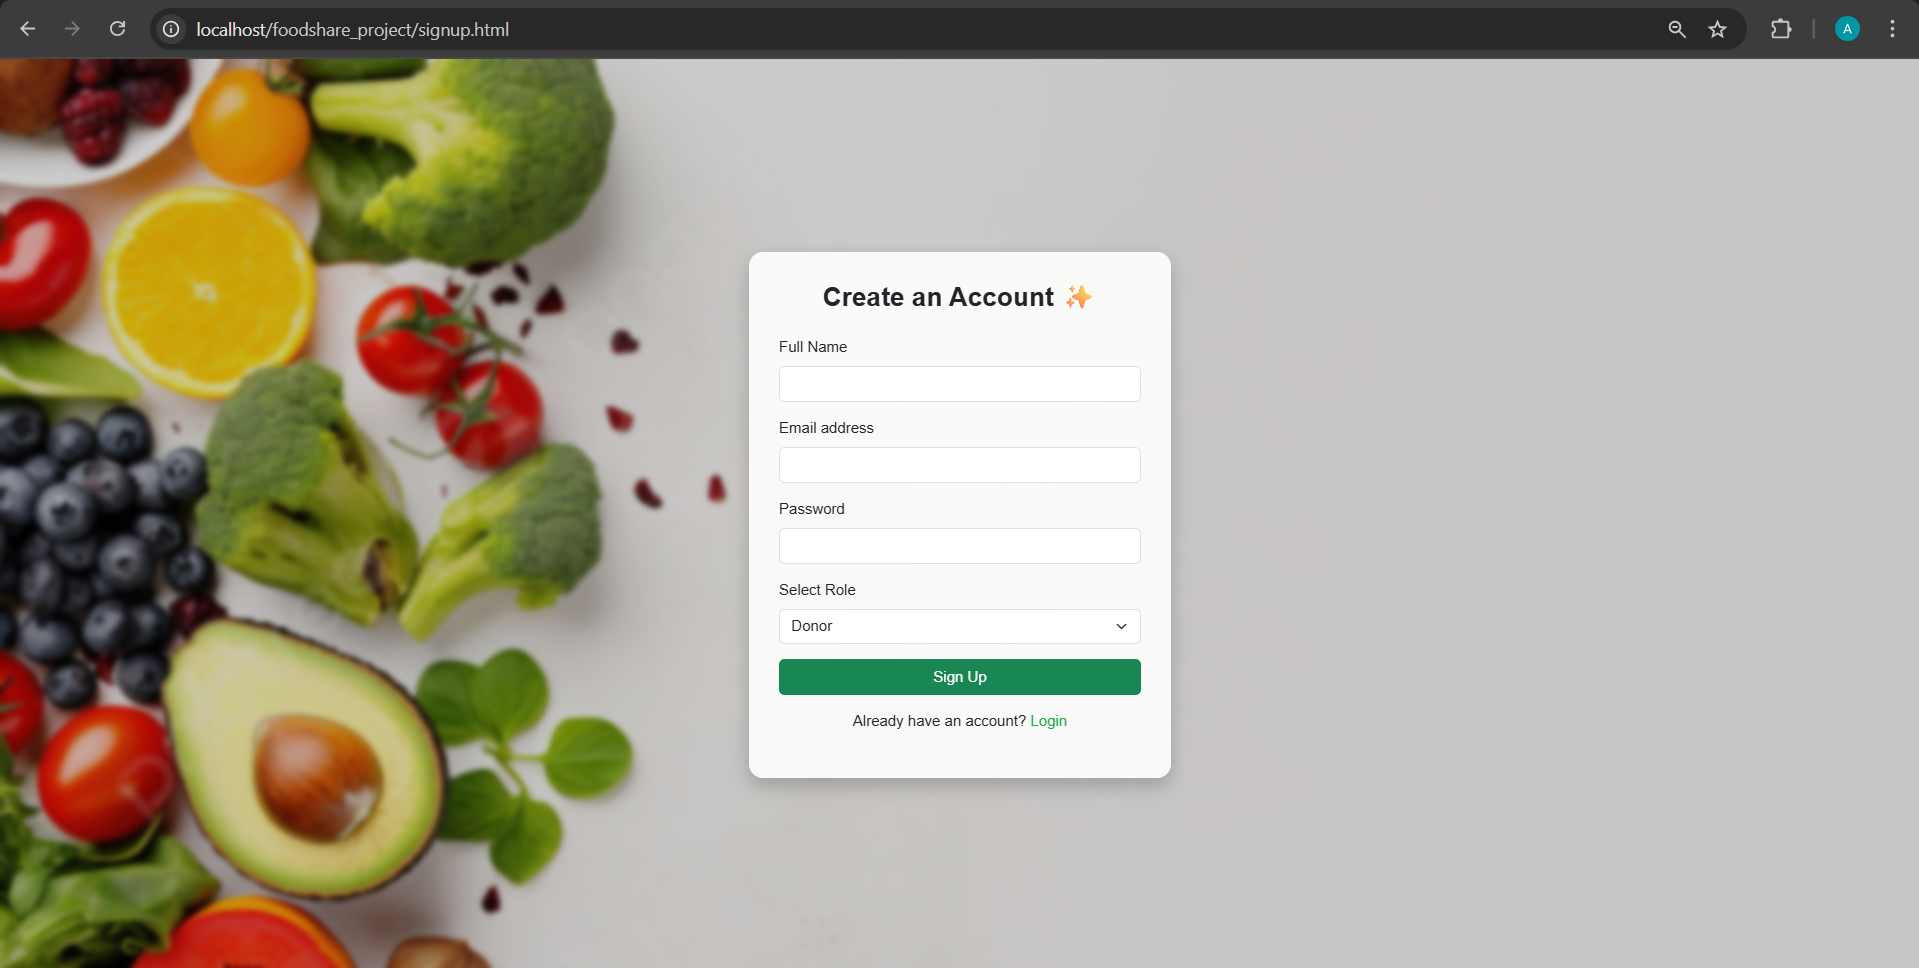 localhost/foodshare_project/signup.html
A
Create an Account ✨
Full Name
Email address
Password
Select Role
Donor
Sign Up
Already have an account? Login